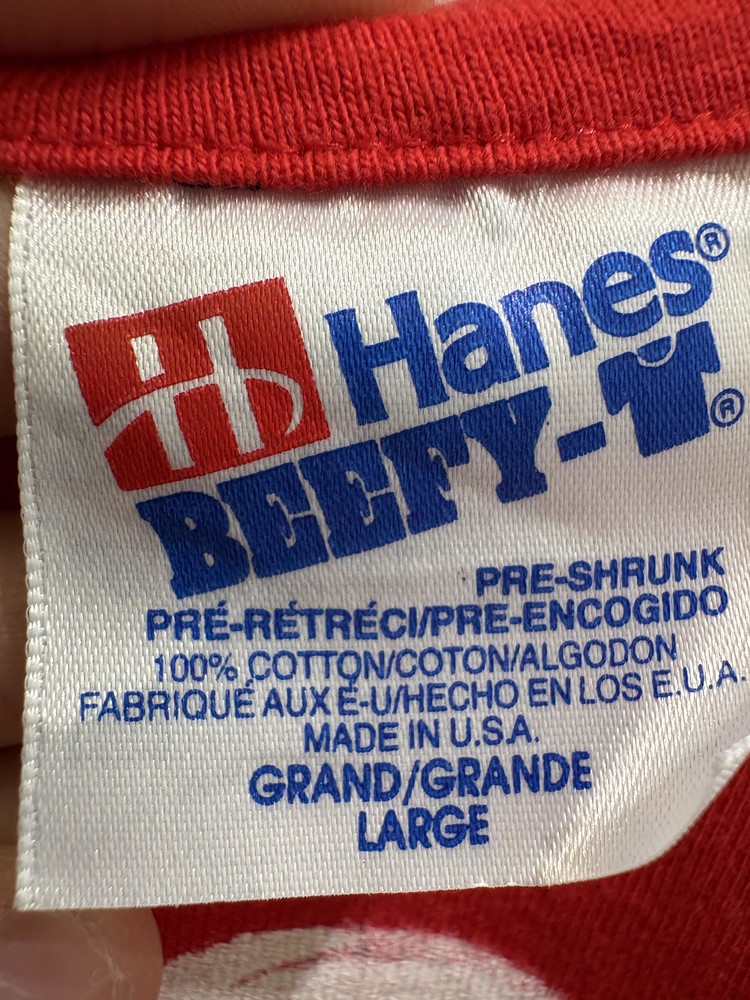 Hanes®
BEEFY-T®
PRE-SHRUNK
PRÉ-RÉTRÉCI/PRE-ENCOGIDO
100% COTTON/COTON/ALGODON
FABRIQUÉ AUX É-U/HECHO EN LOS E.U.A.
MADE IN U.S.A.
GRAND/GRANDE
LARGE